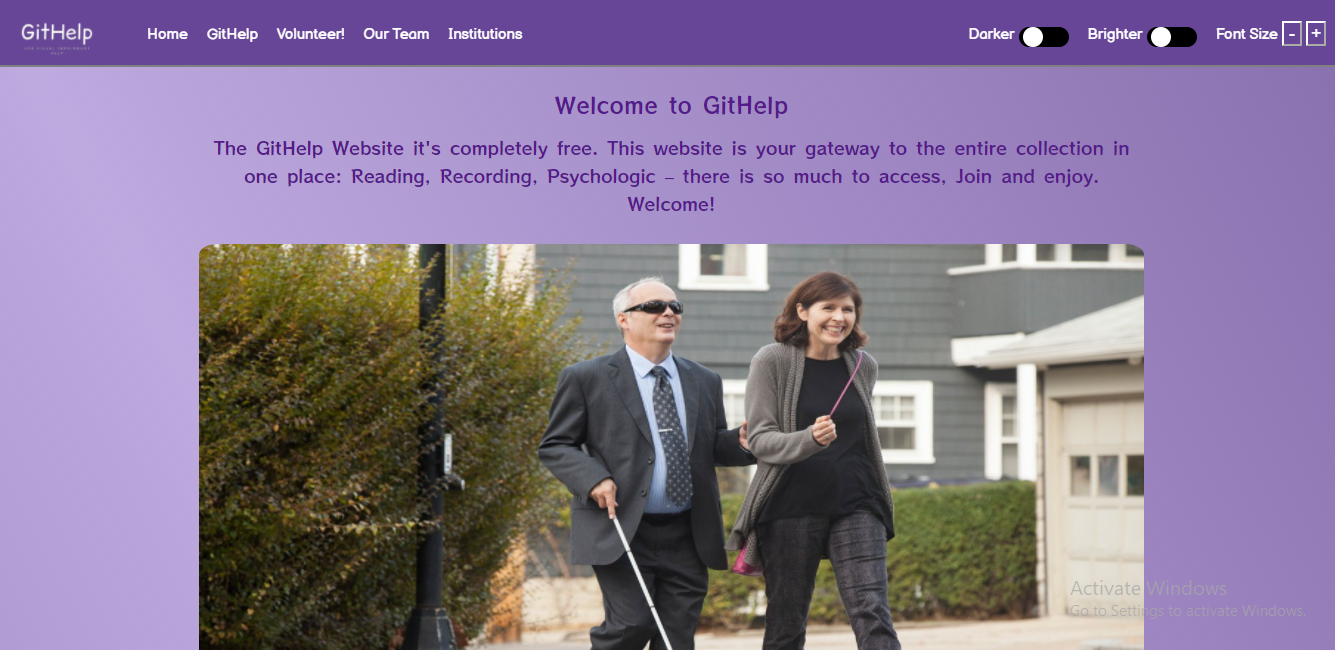 GitHelp
Home GitHelp Volunteer! Our Team Institutions Darker Brighter Font Size - +
Welcome to GitHelp
The GitHelp Website it's completely free. This website is your gateway to the entire collection in
one place: Reading, Recording, Psychologic – there is so much to access, Join and enjoy.
Welcome!
Activate Windows
Go to Settings to activate Windows.